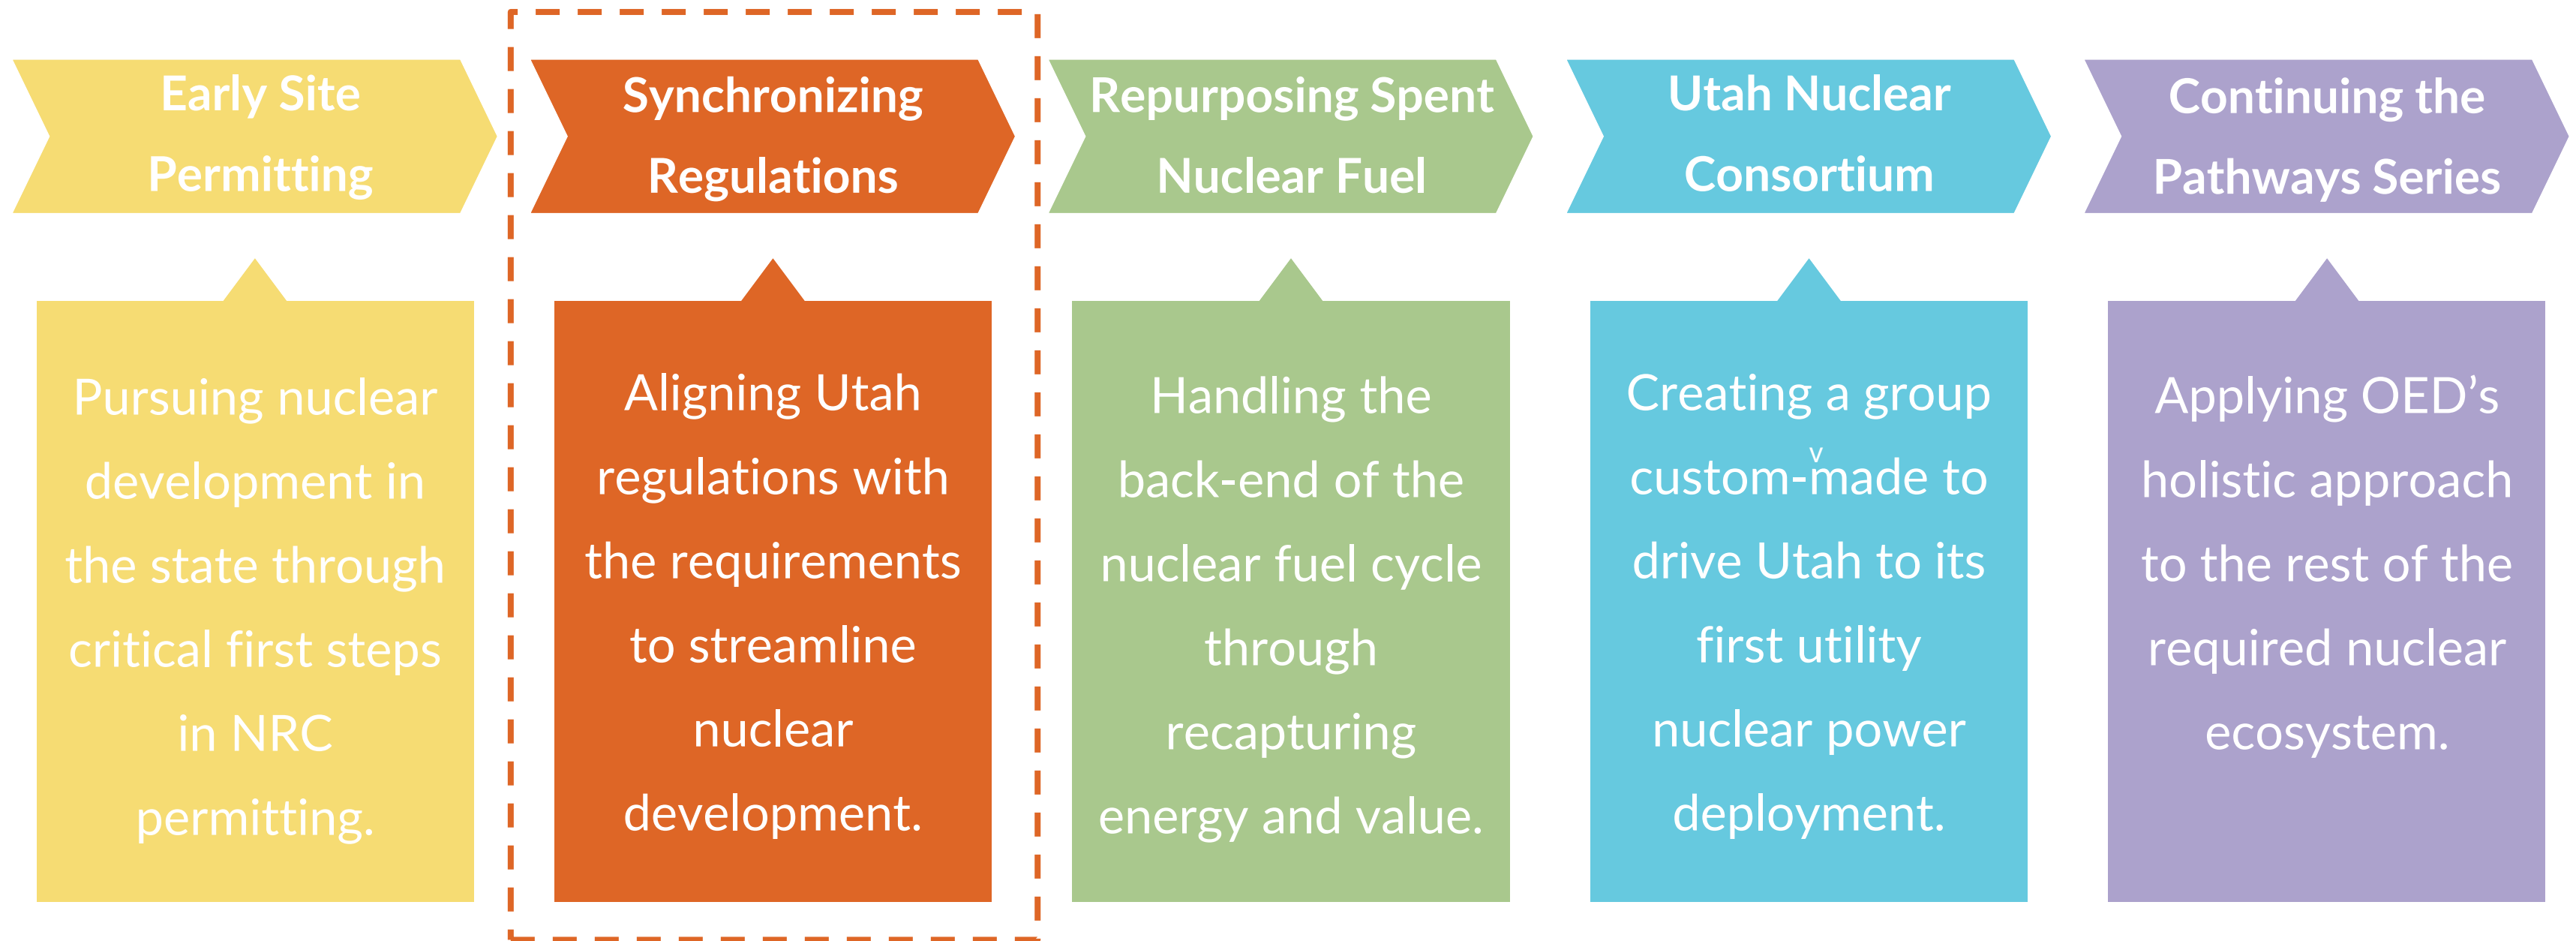 Early Site
Permitting
Synchronizing
Regulations
Repurposing Spent
Nuclear Fuel
Utah Nuclear
Consortium
Continuing the
Pathways Series
Pursuing nuclear
development in
the state through
critical first steps
in NRC
permitting.
Aligning Utah
regulations with
the requirements
to streamline
nuclear
development.
Handling the
back-end of the
nuclear fuel cycle
through
recapturing
energy and value.
Creating a group
v
custom-made to
drive Utah to its
first utility
nuclear power
deployment.
Applying OED’s
holistic approach
to the rest of the
required nuclear
ecosystem.